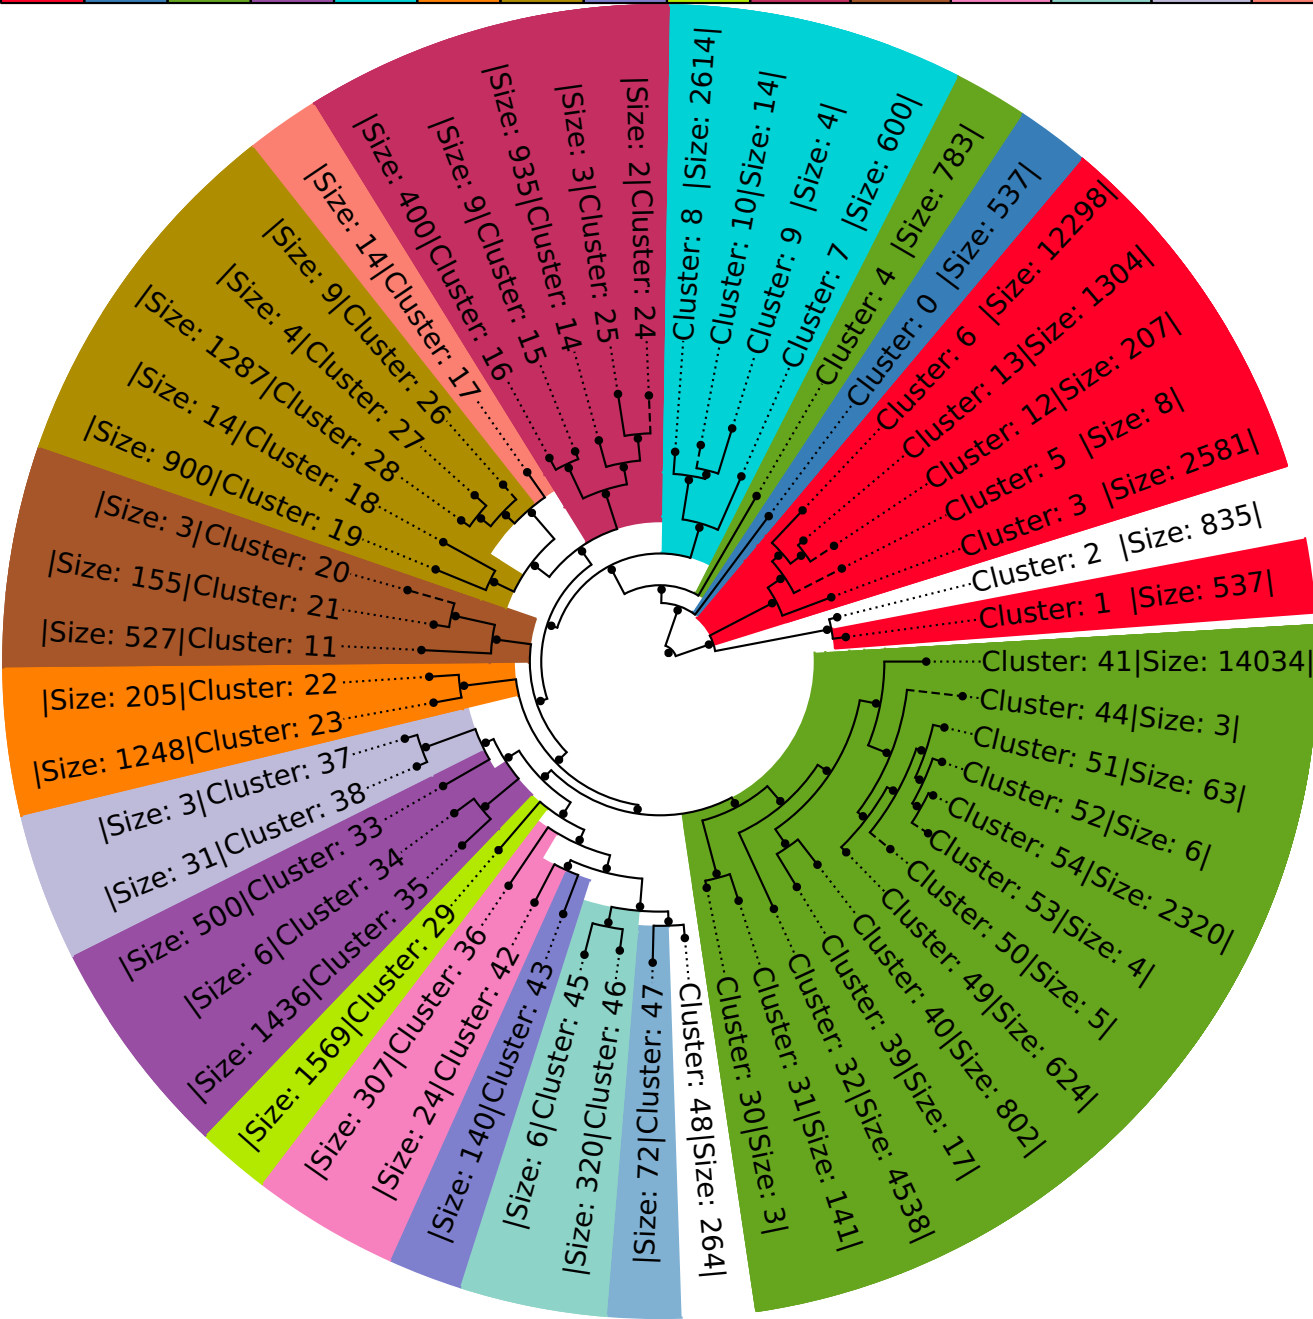 Cluster: 8 |Size: 2614|
Cluster: 10|Size: 14|
Cluster: 9 |Size: 4|
Cluster: 7 |Size: 600|
Cluster: 4 |Size: 783|
Cluster: 0 |Size: 537|
Cluster: 6 |Size: 12298|
Cluster: 13|Size: 1304|
Cluster: 12|Size: 207|
Cluster: 5 |Size: 8|
Cluster: 3 |Size: 2581|
Cluster: 2 |Size: 835|
Cluster: 1 |Size: 537|
Cluster: 41|Size: 14034|
Cluster: 44|Size: 3|
Cluster: 51|Size: 63|
Cluster: 52|Size: 6|
Cluster: 54|Size: 2320|
Cluster: 53|Size: 4|
Cluster: 50|Size: 5|
Cluster: 49|Size: 624|
Cluster: 40|Size: 802|
Cluster: 39|Size: 17|
Cluster: 32|Size: 4538|
Cluster: 31|Size: 141|
Cluster: 30|Size: 3|
Cluster: 48|Size: 264|
|Size: 72|Cluster: 47
|Size: 320|Cluster: 46
|Size: 6|Cluster: 45
|Size: 140|Cluster: 43
|Size: 24|Cluster: 42
|Size: 307|Cluster: 36
|Size: 1569|Cluster: 29
|Size: 1436|Cluster: 35
|Size: 6|Cluster: 34
|Size: 500|Cluster: 33
|Size: 31|Cluster: 38
|Size: 3|Cluster: 37
|Size: 1248|Cluster: 23
|Size: 205|Cluster: 22
|Size: 527|Cluster: 11
|Size: 155|Cluster: 21
|Size: 3|Cluster: 20
|Size: 900|Cluster: 19
|Size: 14|Cluster: 18
|Size: 1287|Cluster: 28
|Size: 4|Cluster: 27
|Size: 9|Cluster: 26
|Size: 14|Cluster: 17
|Size: 400|Cluster: 16
|Size: 9|Cluster: 15
|Size: 935|Cluster: 14
|Size: 3|Cluster: 25
|Size: 2|Cluster: 24